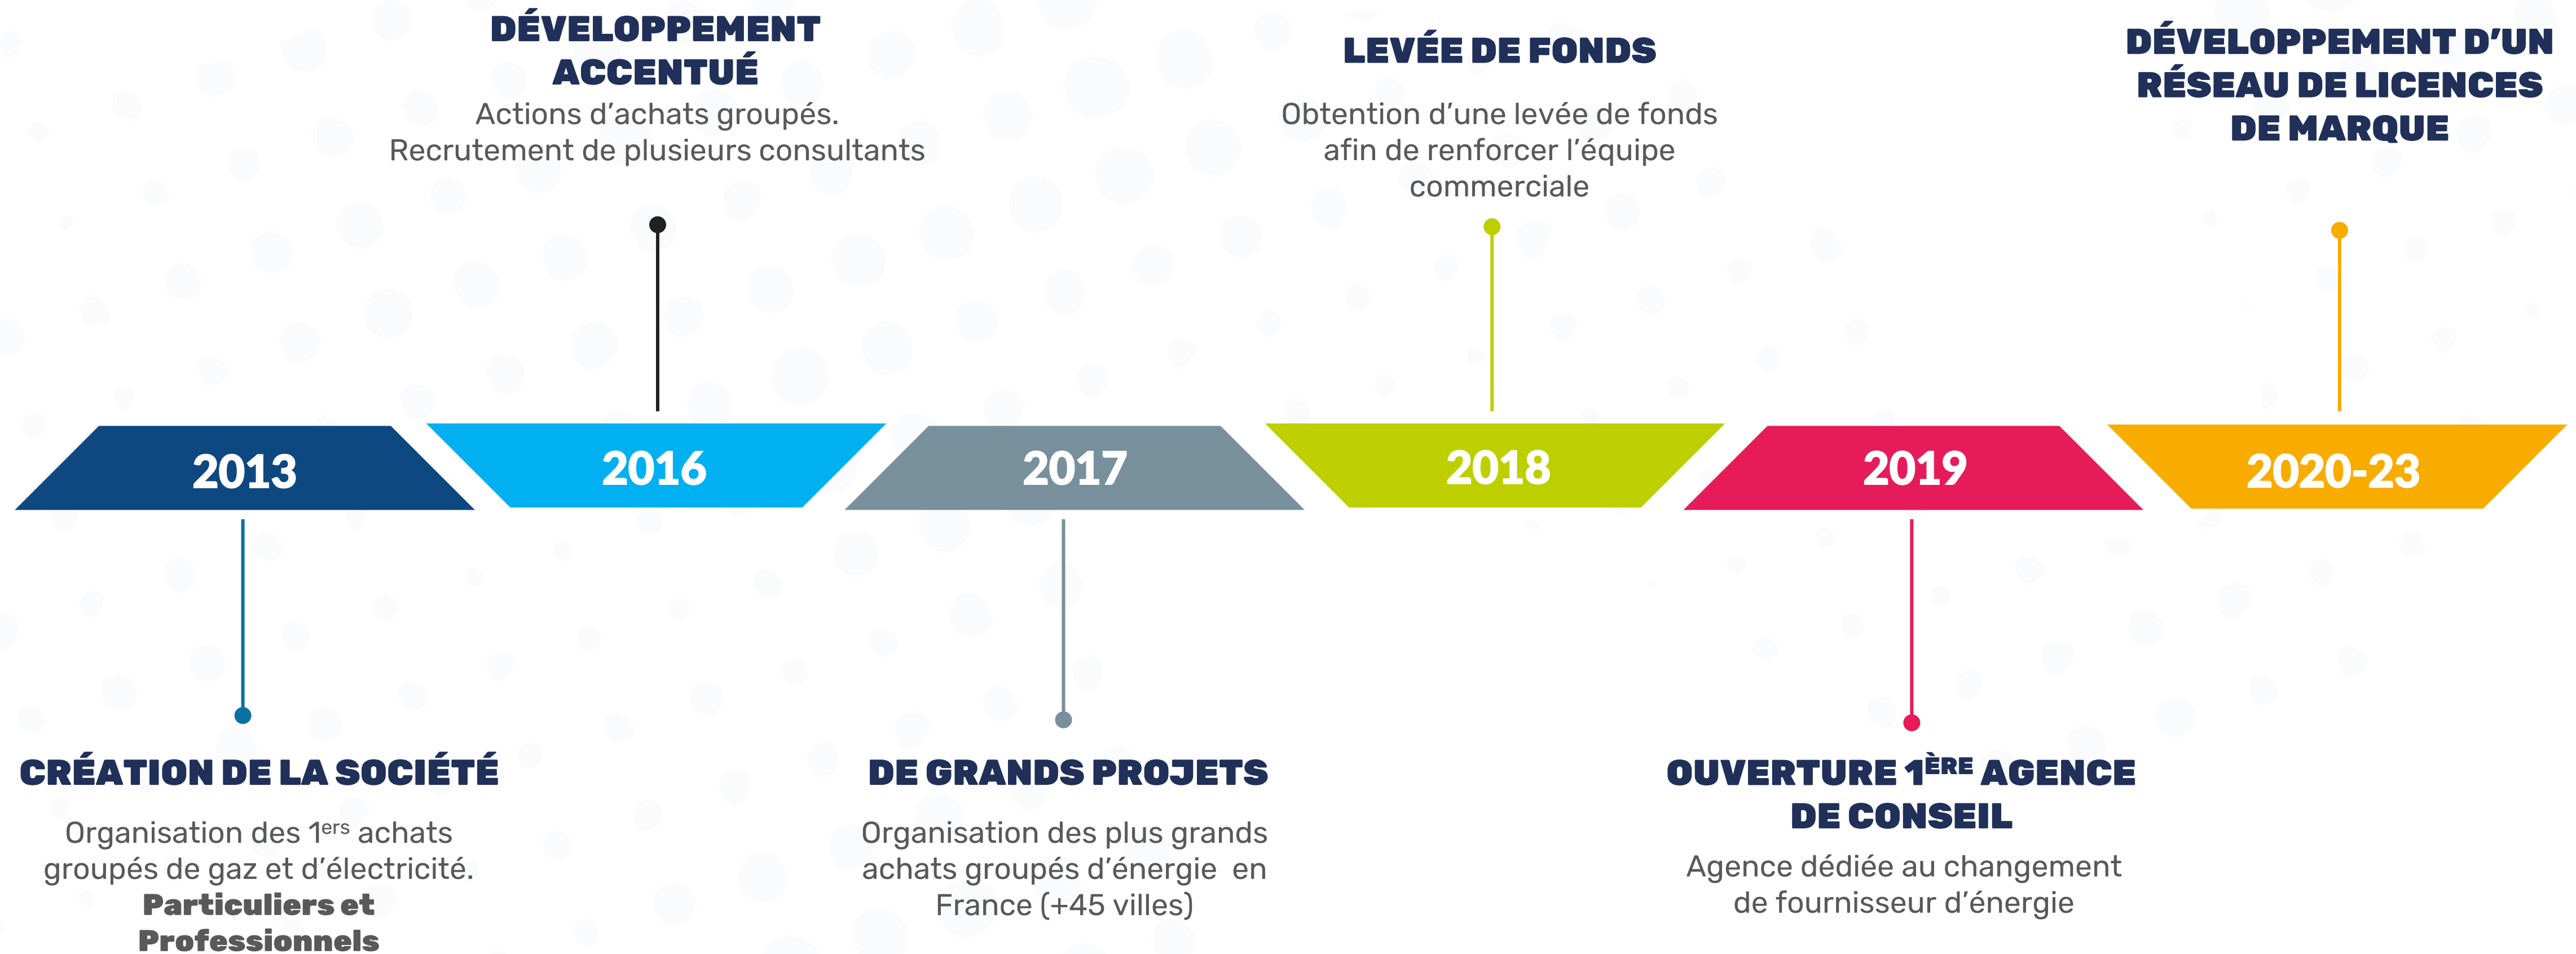 DÉVELOPPEMENT
ACCENTUÉ
Actions d’achats groupés.
Recrutement de plusieurs consultants
LEVÉE DE FONDS
Obtention d’une levée de fonds
afin de renforcer l’équipe
commerciale
DÉVELOPPEMENT D’UN
RÉSEAU DE LICENCES
DE MARQUE
2013
2016
2017
2018
2019
2020-23
CRÉATION DE LA SOCIÉTÉ
Organisation des 1ers achats
groupés de gaz et d’électricité.
Particuliers et
Professionnels
DE GRANDS PROJETS
Organisation des plus grands
achats groupés d’énergie en
France (+45 villes)
OUVERTURE 1ÈRE AGENCE
DE CONSEIL
Agence dédiée au changement
de fournisseur d’énergie